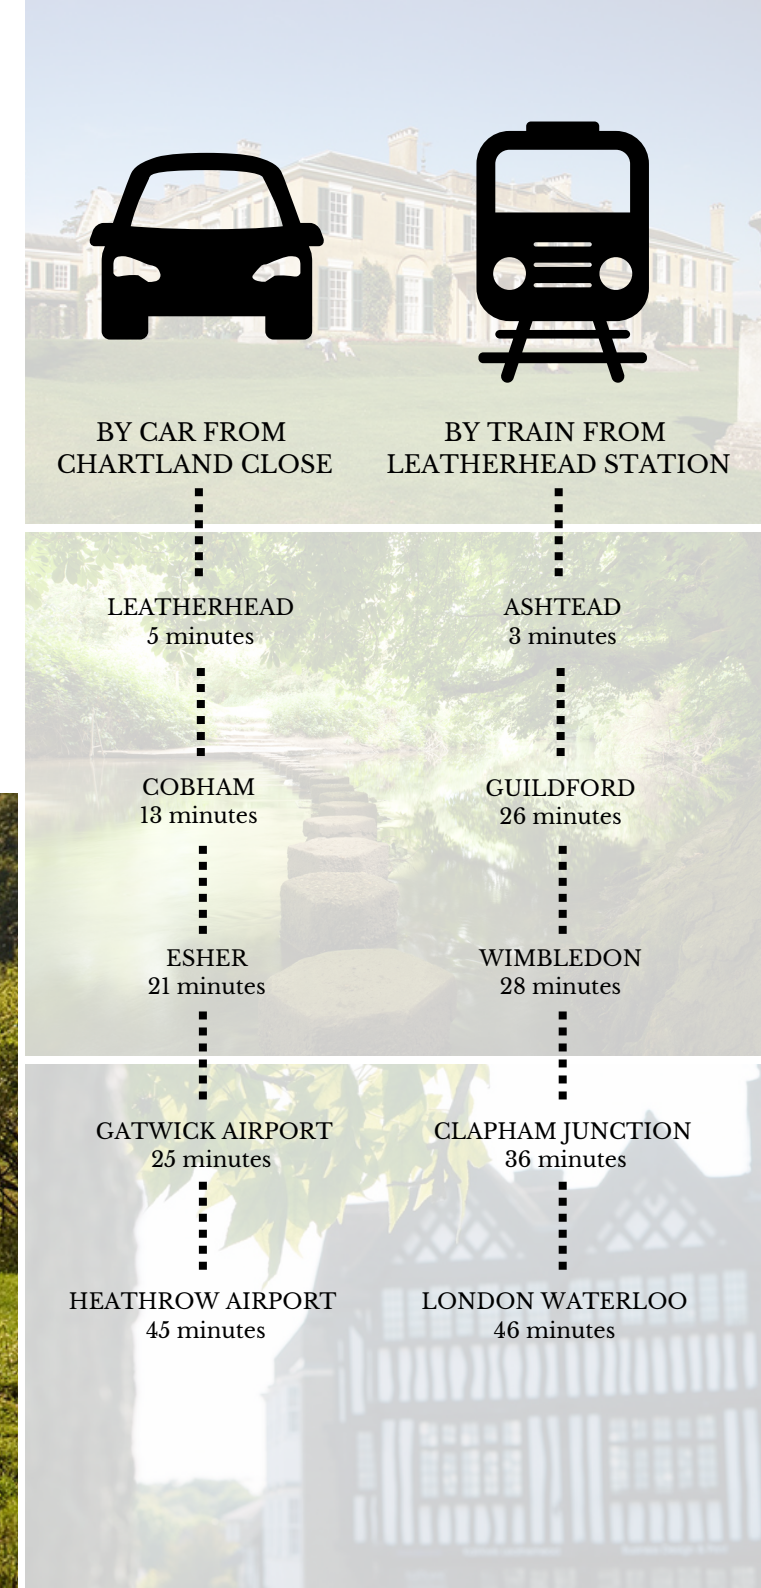 BY CAR FROM
CHARTLAND CLOSE
LEATHERHEAD
5 minutes
COBHAM
13 minutes
ESHER
21 minutes
GATWICK AIRPORT
25 minutes
HEATHROW AIRPORT
45 minutes
BY TRAIN FROM
LEATHERHEAD STATION
ASHTEAD
3 minutes
GUILDFORD
26 minutes
WIMBLEDON
28 minutes
CLAPHAM JUNCTION
36 minutes
LONDON WATERLOO
46 minutes